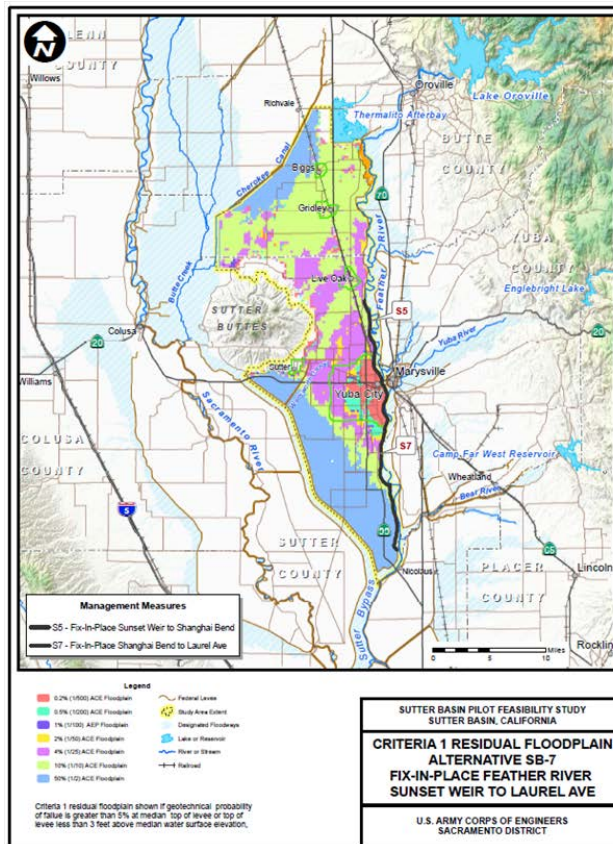 N
GLENN
COUNTY
Willows
Richvale
Oroville
Lake Oroville
Thermalito Afterbay
BUTTE
COUNTY
Cherokee Canal
Biggs
Gridley
70
Feather River
YUBA
COUNTY
Butte Creek
Live Oak
Englebright Lake
SUTTER
BUTTES
S5
Yuba River
20
Colusa
20
Sutter
Marysville
Williams
Yuba City
Sacramento River
S7
COLUSA
COUNTY
Camp Far West Reservoir
Wheatland
Bear River
5
SUTTER
COUNTY
99
65
PLACER
COUNTY
Lincoln
Nicolaus
Sutter Bypass
Rocklin
Management Measures
S5 - Fix-In-Place Sunset Weir to Shanghai Bend
S7 - Fix-In-Place Shanghai Bend to Laurel Ave
Miles
0 5 10
Legend
0.2% (1/500) ACE Floodplain
0.5% (1/200) ACE Floodplain
1% (1/100) AEP Floodplain
2% (1/50) ACE Floodplain
4% (1/25) ACE Floodplain
10% (1/10) ACE Floodplain
50% (1/2) ACE Floodplain
Federal Levee
Study Area Extent
Designated Floodways
Lake or Reservoir
River or Stream
Railroad
Criteria 1 residual floodplain shown if geotechnical probability
of failue is greater than 5% at median top of levee or top of
levee less than 3 feet above median water surface elevation,
SUTTER BASIN PILOT FEASIBILITY STUDY
SUTTER BASIN, CALIFORNIA
CRITERIA 1 RESIDUAL FLOODPLAIN
ALTERNATIVE SB-7
FIX-IN-PLACE FEATHER RIVER
SUNSET WEIR TO LAUREL AVE
U.S. ARMY CORPS OF ENGINEERS
SACRAMENTO DISTRICT